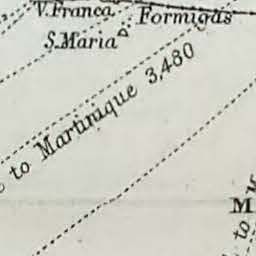 V. Franca
Formigas
S. Maria
to Martinique 3,480
M
to